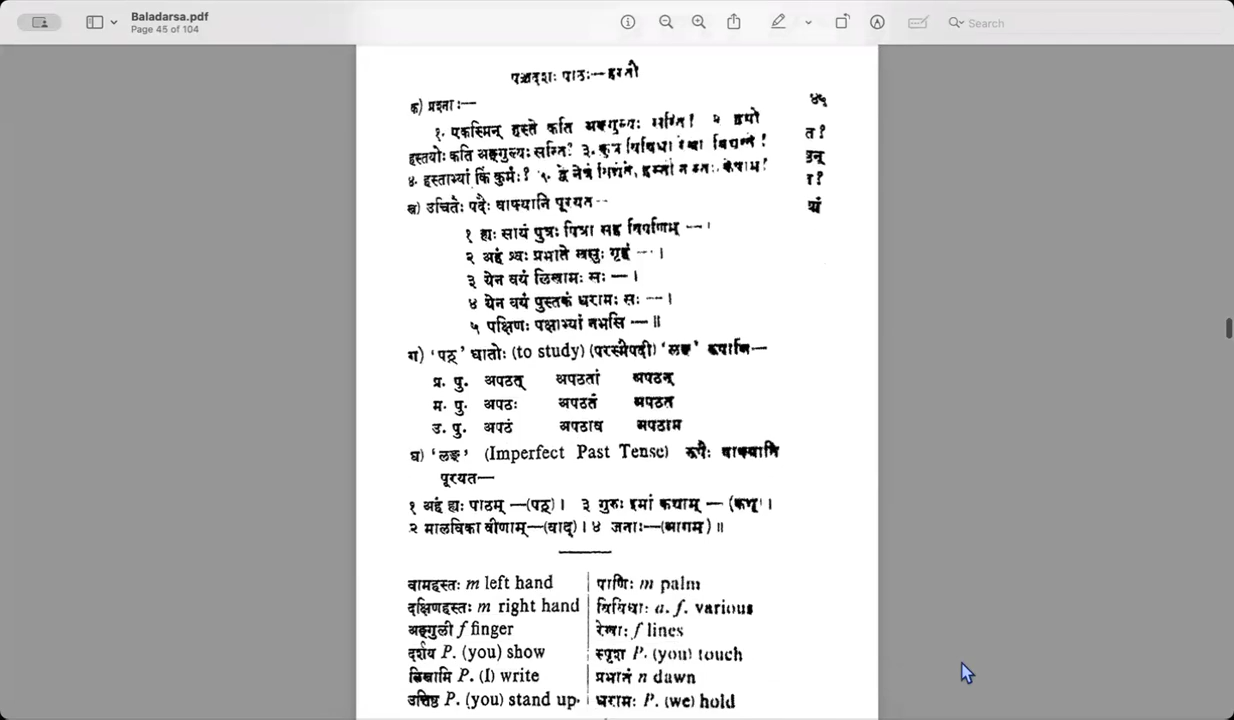 Baladarsa.pdf
Page 45 of 104
Search
पञ्चदशः पाठः—हस्तौ
४५
क) प्रश्नाः—
१. एकस्मिन् हस्ते कति अङ्गुल्यः सन्ति? २ द्वयो
हस्तयोः कति अङ्गुल्यः सन्ति? ३. कुत्र विविधा रेखा विद्यन्ते?
४. हस्ताभ्यां किं कुर्मः? ५. द्वे नेत्रे हस्तौ न स्तः केषाम्?
त?
न्
र?
ख) उचितैः पदैः वाक्यानि पूरयत--
१ ह्यः सायं पुत्रः पित्रा सह विपणिम् —।
२ अहं श्वः प्रभाते स्वसुः गृहं —।
३ येन वयं लिखामः सः —।
४ येन वयं पुस्तकं धरामः सः —।
५ पक्षिणः पक्षाभ्यां नभसि —॥
ग) 'पठ्' धातोः (to study) (परस्मैपदी) 'लङ्' रूपाणि—
प्र. पु. अपठत् अपठतां अपठन्
म. पु. अपठः अपठतं अपठत
उ. पु. अपठं अपठाव अपठाम
घ) 'लङ्' (Imperfect Past Tense) रूपैः वाक्यानि
पूरयत—
१ अहं ह्यः पाठम् —(पठ्)। ३ गुरुः इमां कथाम् — (कथ्)।
२ मालविका वीणाम्—(वाद्)। ४ जनाः—(आगम्)॥
वामहस्तः m left hand
दक्षिणहस्तः m right hand
अङ्गुली f finger
दर्शय P. (you) show
लिखामि P. (I) write
उत्तिष्ठ P. (you) stand up.
पाणिः m palm
विविधाः a. f. various
रेखाः f lines
स्पृश P. (you) touch
प्रभातं n dawn
धरामः P. (we) hold